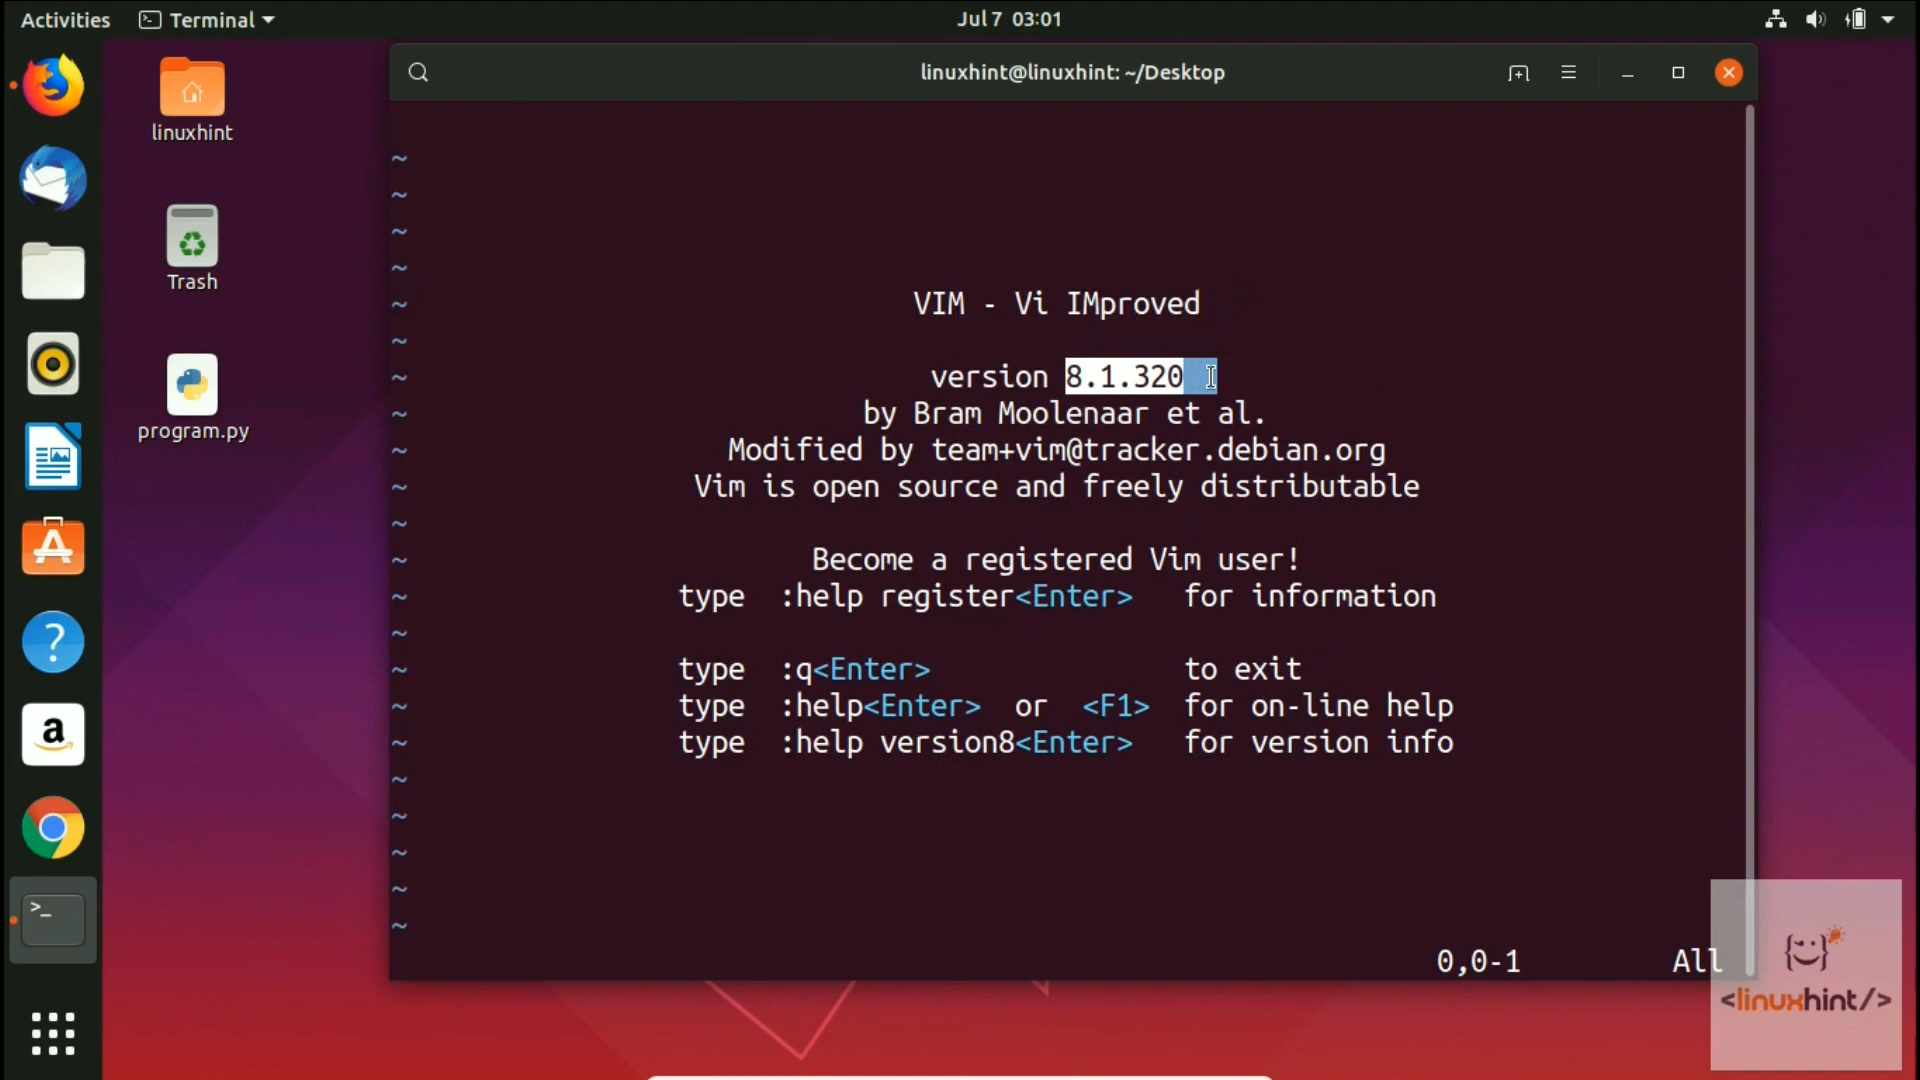 Activities Terminal Jul 7 03:01
linuxhint@linuxhint: ~/Desktop
linuxhint
Trash
program.py
~
~
~
~
~ VIM - Vi IMproved
~
~ version 8.1.320
~ by Bram Moolenaar et al.
~ Modified by team+vim@tracker.debian.org
~ Vim is open source and freely distributable
~
~ Become a registered Vim user!
~ type :help register<Enter> for information
~
~ type :q<Enter> to exit
~ type :help<Enter> or <F1> for on-line help
~ type :help version8<Enter> for version info
~
~
~
~
~
0,0-1 All
<linuxhint/>